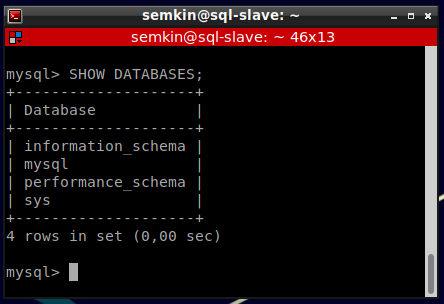 semkin@sql-slave: ~
semkin@sql-slave: ~ 46x13
mysql> SHOW DATABASES;
+--------------------+
| Database           |
+--------------------+
| information_schema |
| mysql              |
| performance_schema |
| sys                |
+--------------------+
4 rows in set (0,00 sec)
mysql>